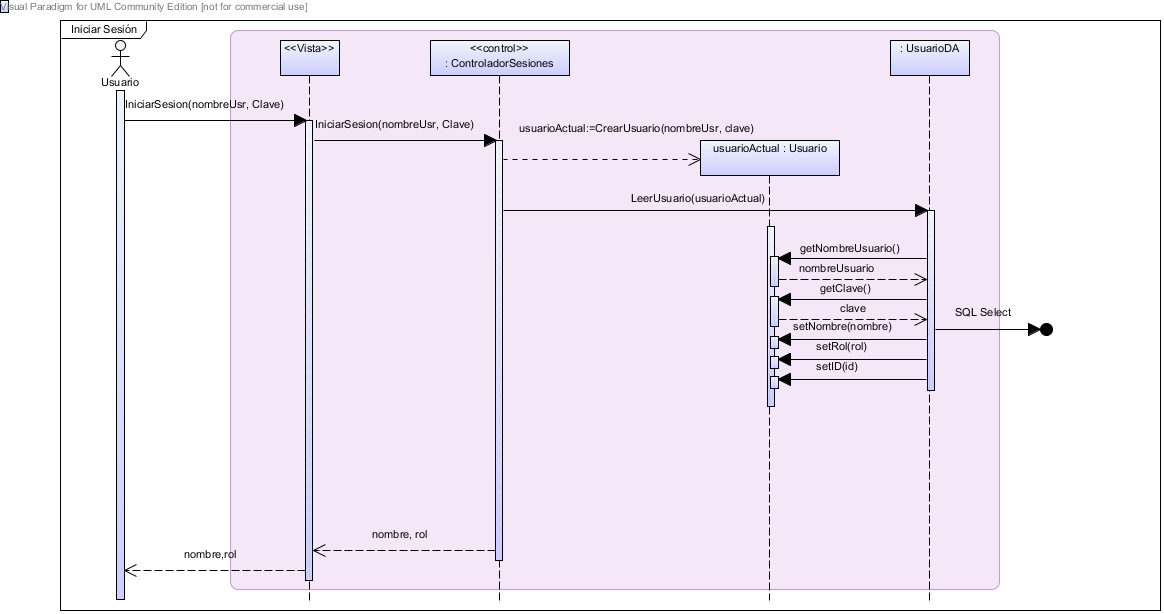 Visual Paradigm for UML Community Edition [not for commercial use]
Iniciar Sesión
Usuario
<<Vista>>
<<control>>
: ControladorSesiones
: UsuarioDA
IniciarSesion(nombreUsr, Clave)
IniciarSesion(nombreUsr, Clave)
usuarioActual:=CrearUsuario(nombreUsr, clave)
usuarioActual : Usuario
LeerUsuario(usuarioActual)
getNombreUsuario()
nombreUsuario
getClave()
clave
SQL Select
setNombre(nombre)
setRol(rol)
setID(id)
nombre, rol
nombre,rol